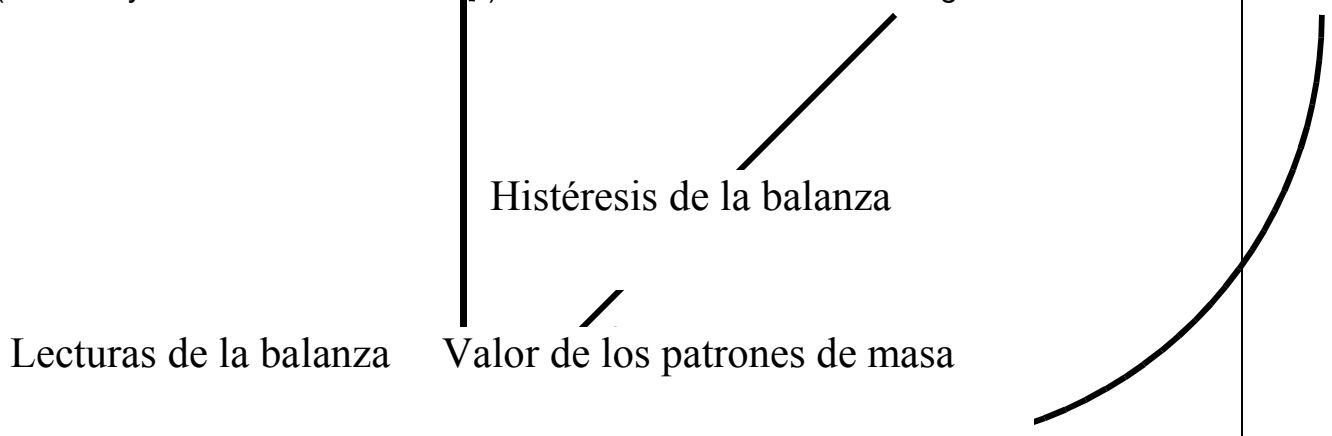 Histéresis de la balanza
Lecturas de la balanza Valor de los patrones de masa